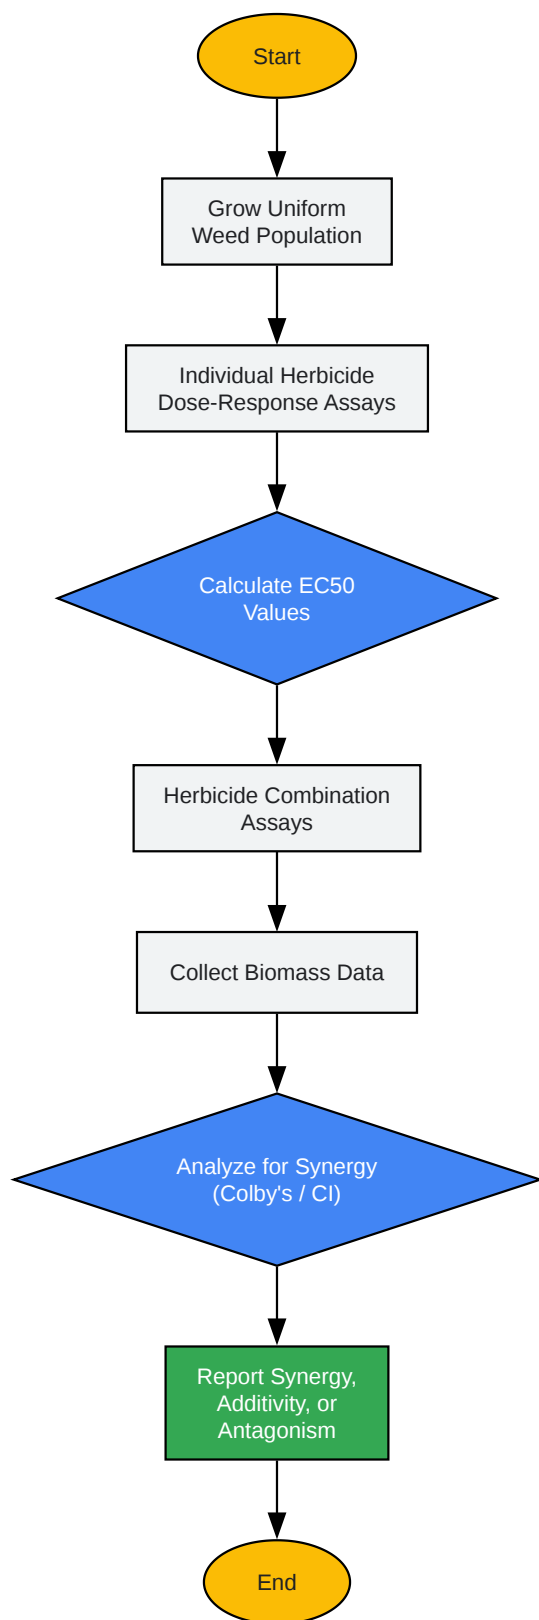 Start
Grow Uniform
Weed Population
Individual Herbicide
Dose-Response Assays
Calculate EC50
Values
Herbicide Combination
Assays
Collect Biomass Data
Analyze for Synergy
(Colby's / CI)
Report Synergy,
Additivity, or
Antagonism
End